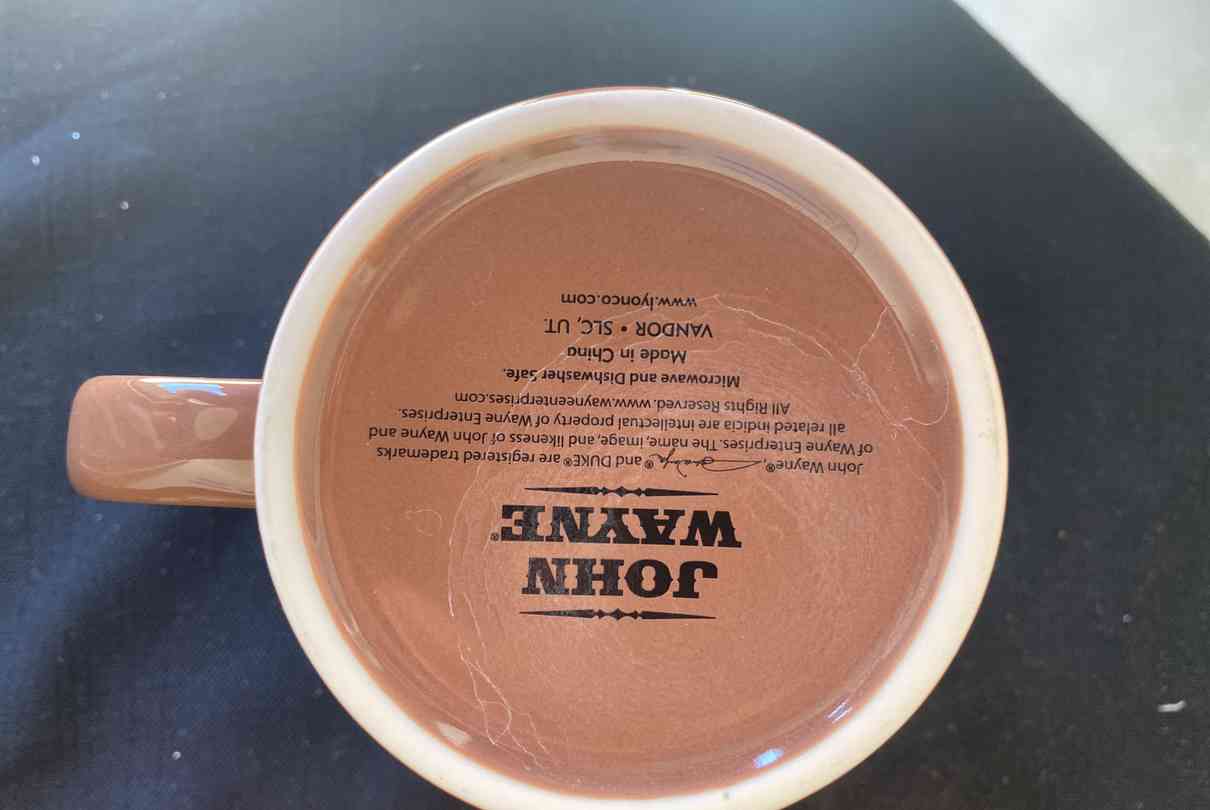 JOHN
WAYNE®
John Wayne®, ® and DUKE® are registered trademarks
of Wayne Enterprises. The name, image, and likeness of John Wayne and
all related indicia are intellectual property of Wayne Enterprises.
All Rights Reserved. www.wayneenterprises.com
Microwave and Dishwasher Safe.
Made in China
VANDOR • SLC, UT.
www.lyonco.com